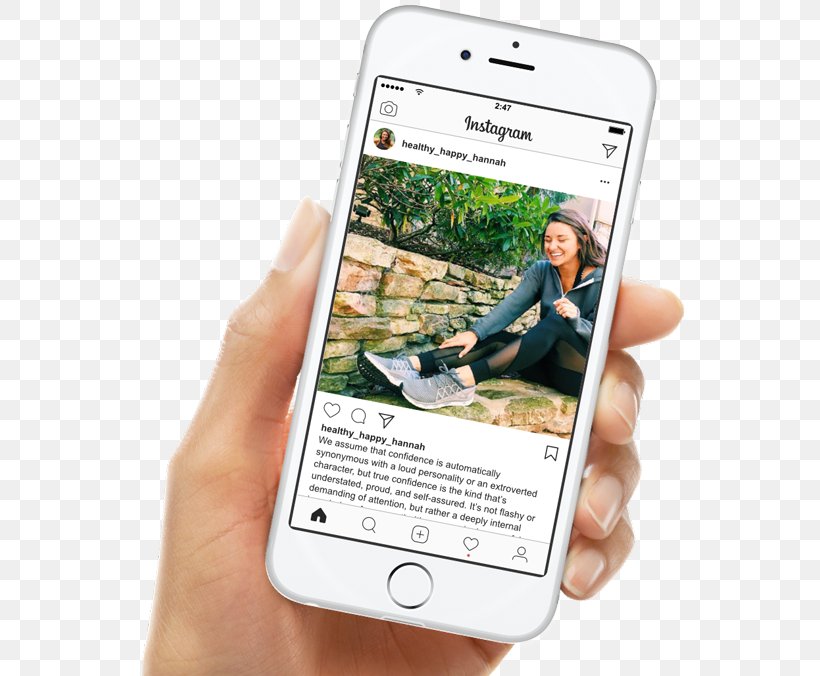 2:47
Instagram
healthy_happy_hannah
healthy_happy_hannah
We assume that confidence is automatically
synonymous with a loud personality or an extroverted
character, but true confidence is the kind that's
understated, proud, and self-assured. It's not flashy or
demanding of attention, but rather a deeply internal